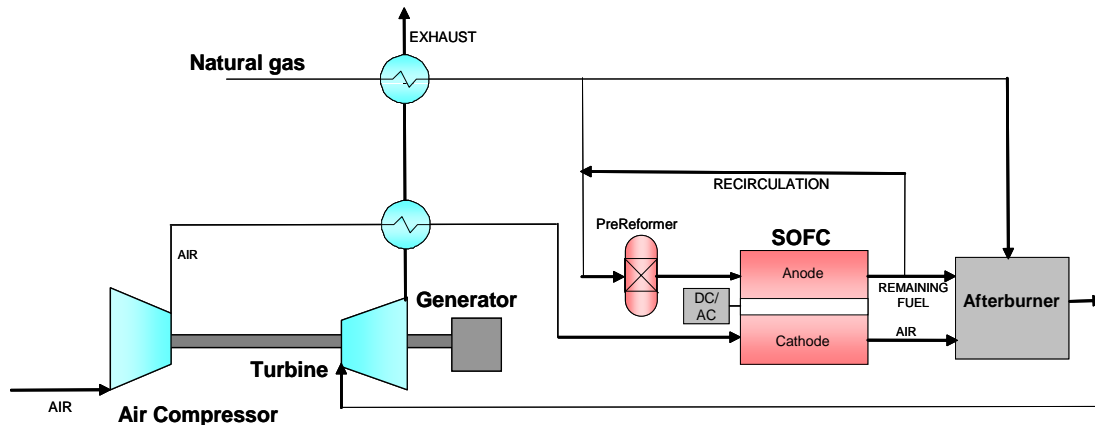 EXHAUST
Natural gas
RECIRCULATION
PreReformer
SOFC
AIR
Anode
Generator
DC/
AC
REMAINING
FUEL
Afterburner
Cathode
AIR
Turbine
AIR
Air Compressor